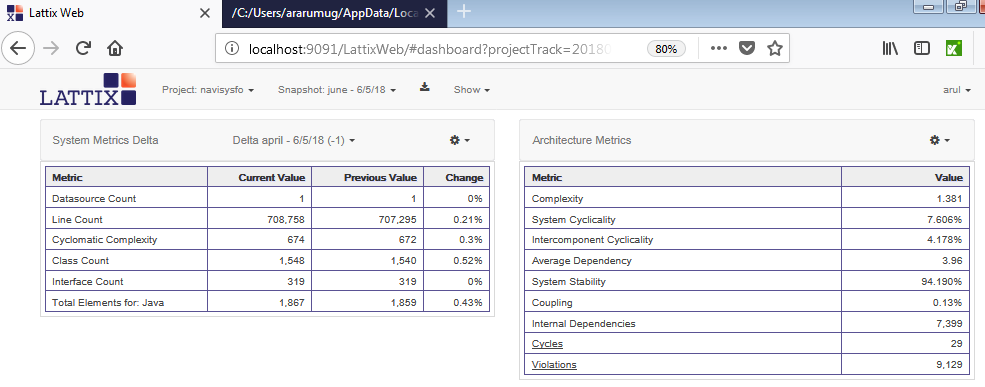 Lattix Web
/C:/Users/ararumug/AppData/Loca
localhost:9091/LattixWeb/#dashboard?projectTrack=20180
80%
LATTIX
Project: navisysfo
Snapshot: june - 6/5/18
Show
arul
System Metrics Delta
Delta april - 6/5/18 (-1)
Metric Current Value Previous Value Change
Datasource Count 1 1 0%
Line Count 708,758 707,295 0.21%
Cyclomatic Complexity 674 672 0.3%
Class Count 1,548 1,540 0.52%
Interface Count 319 319 0%
Total Elements for: Java 1,867 1,859 0.43%
Architecture Metrics
Metric Value
Complexity 1.381
System Cyclicality 7.606%
Intercomponent Cyclicality 4.178%
Average Dependency 3.96
System Stability 94.190%
Coupling 0.13%
Internal Dependencies 7,399
Cycles 29
Violations 9,129